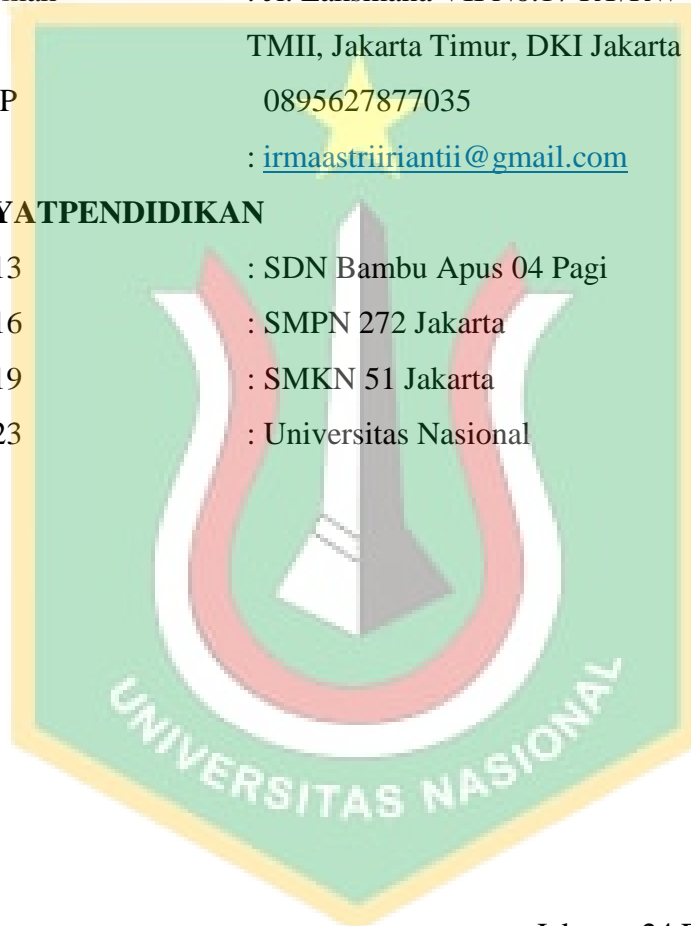 TMII, Jakarta Timur, DKI Jakarta
P 0895627877035
: irmaastriiriantii@gmail.com
YATPENDIDIKAN
13 : SDN Bambu Apus 04 Pagi
16 : SMPN 272 Jakarta
19 : SMKN 51 Jakarta
23 : Universitas Nasional
UNIVERSITAS NASIONAL